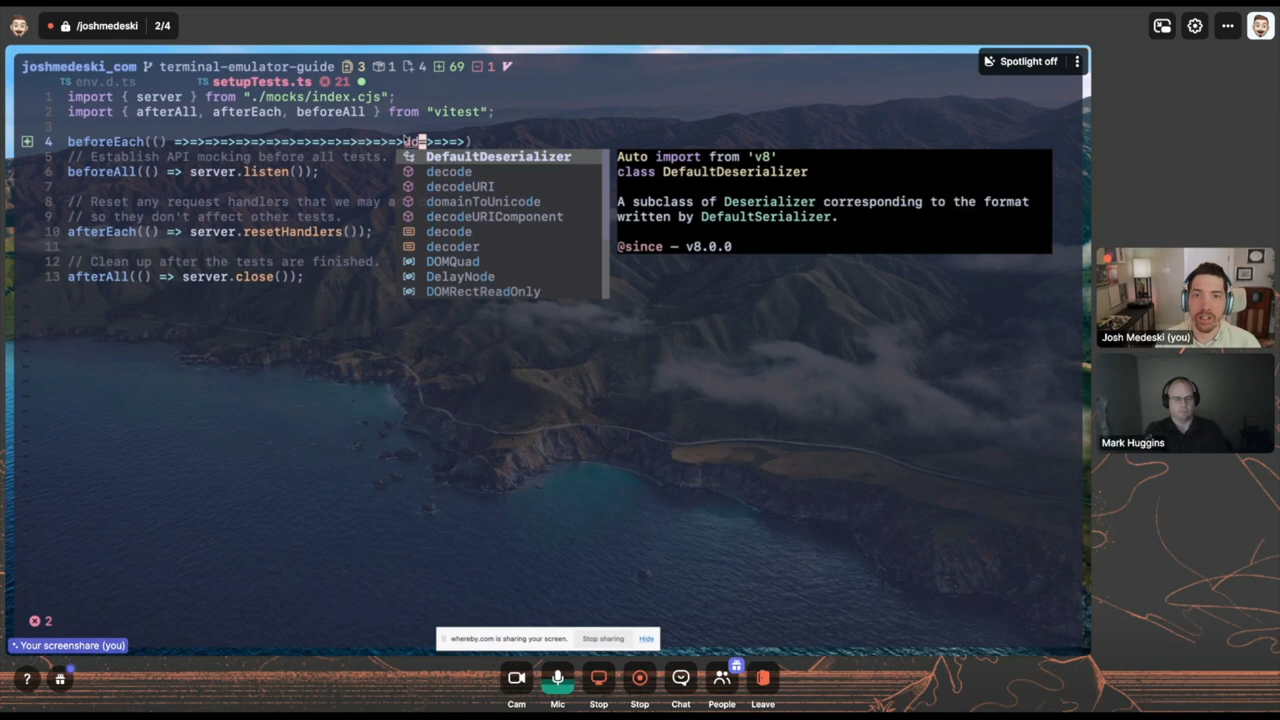 /joshmedeski 2/4
joshmedeski_com terminal-emulator-guide 3 1 4 69 1
Spotlight off
TS env.d.ts TS setupTests.ts 21
1 import { server } from "./mocks/index.cjs";
2 import { afterAll, afterEach, beforeAll } from "vitest";
3
4 beforeEach(() =>=>=>=>=>=>=>=>=>=>=>=>=>=>=>=>dd=>=>=>)
5 // Establish API mocking before all tests.
6 beforeAll(() => server.listen());
7
8 // Reset any request handlers that we may a
9 // so they don't affect other tests.
10 afterEach(() => server.resetHandlers());
11
12 // Clean up after the tests are finished.
13 afterAll(() => server.close());
DefaultDeserializer
decode
decodeURI
domainToUnicode
decodeURIComponent
decode
decoder
DOMQuad
DelayNode
DOMRectReadOnly
Auto import from 'v8'
class DefaultDeserializer
A subclass of Deserializer corresponding to the format
written by DefaultSerializer.
@since — v8.0.0
Josh Medeski (you)
Mark Huggins
2
Your screenshare (you)
whereby.com is sharing your screen. Stop sharing Hide
?
Cam Mic Stop Stop Chat People Leave